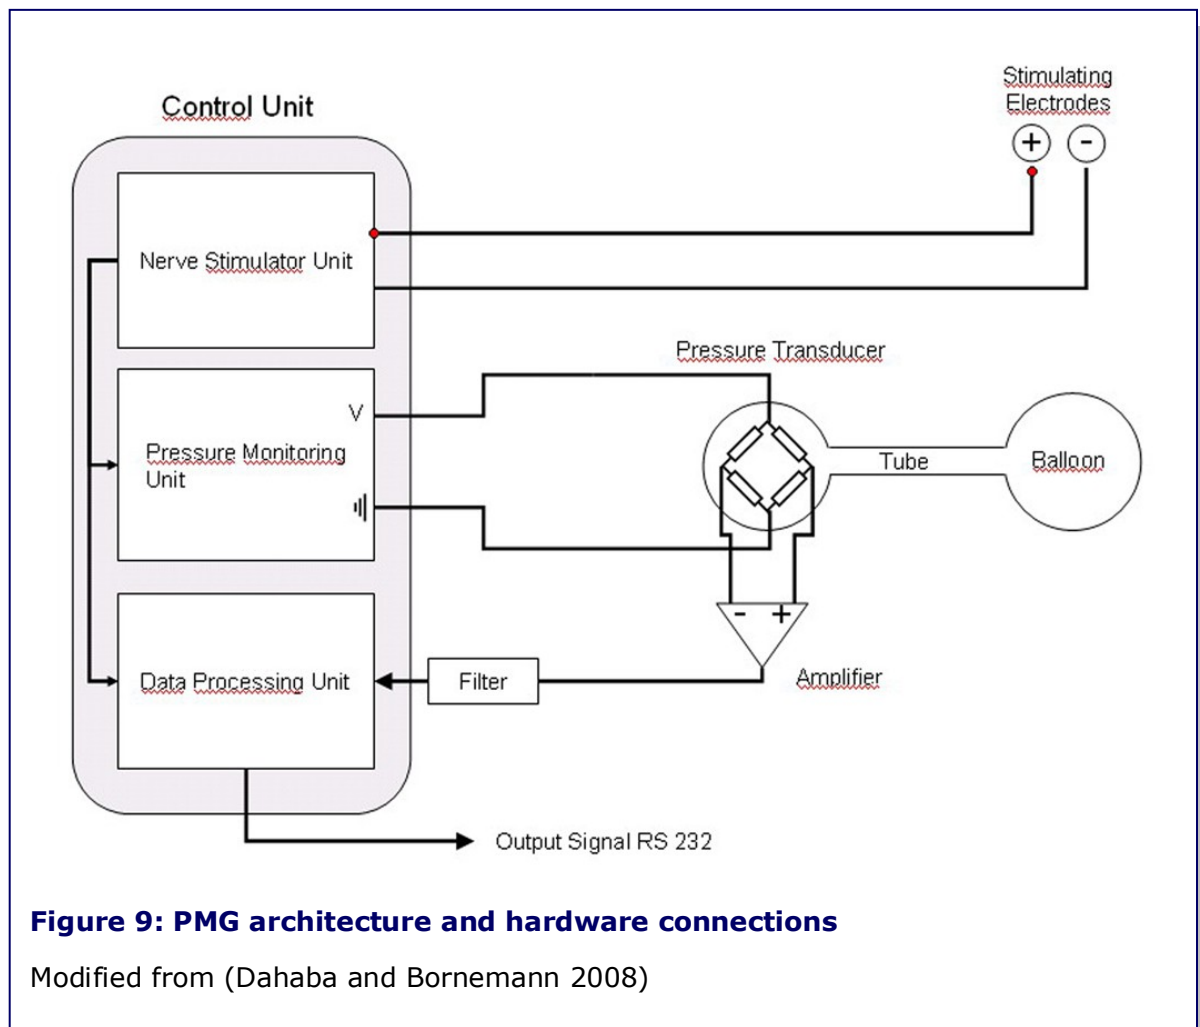 Stimulating
Electrodes
Control Unit
+ -
Nerve Stimulator Unit
Pressure Transducer
V
Pressure Monitoring
Unit
Tube
Balloon
- +
Data Processing Unit
Filter
Amplifier
Output Signal RS 232
Figure 9: PMG architecture and hardware connections
Modified from (Dahaba and Bornemann 2008)